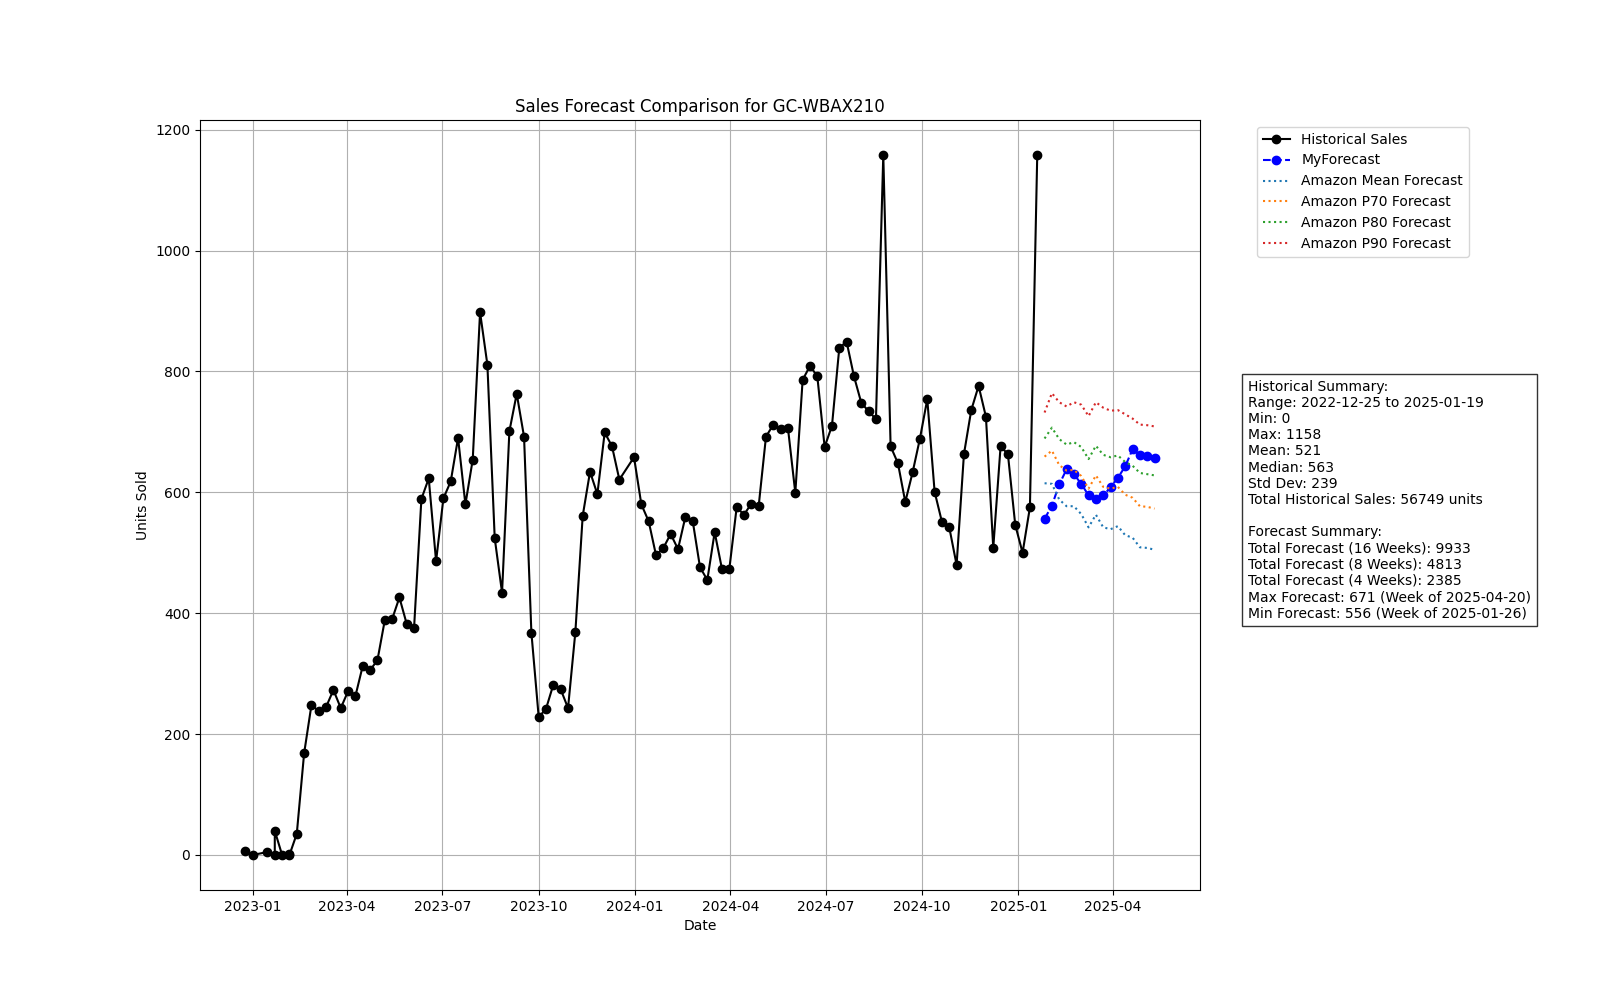 Sales Forecast Comparison for GC-WBAX210
1200
1000
800
600
400
200
0
Units Sold
2023-01
2023-04
2023-07
2023-10
2024-01
2024-04
2024-07
2024-10
2025-01
2025-04
Date
Historical Sales
MyForecast
Amazon Mean Forecast
Amazon P70 Forecast
Amazon P80 Forecast
Amazon P90 Forecast
Historical Summary:
Range: 2022-12-25 to 2025-01-19
Min: 0
Max: 1158
Mean: 521
Median: 563
Std Dev: 239
Total Historical Sales: 56749 units
Forecast Summary:
Total Forecast (16 Weeks): 9933
Total Forecast (8 Weeks): 4813
Total Forecast (4 Weeks): 2385
Max Forecast: 671 (Week of 2025-04-20)
Min Forecast: 556 (Week of 2025-01-26)